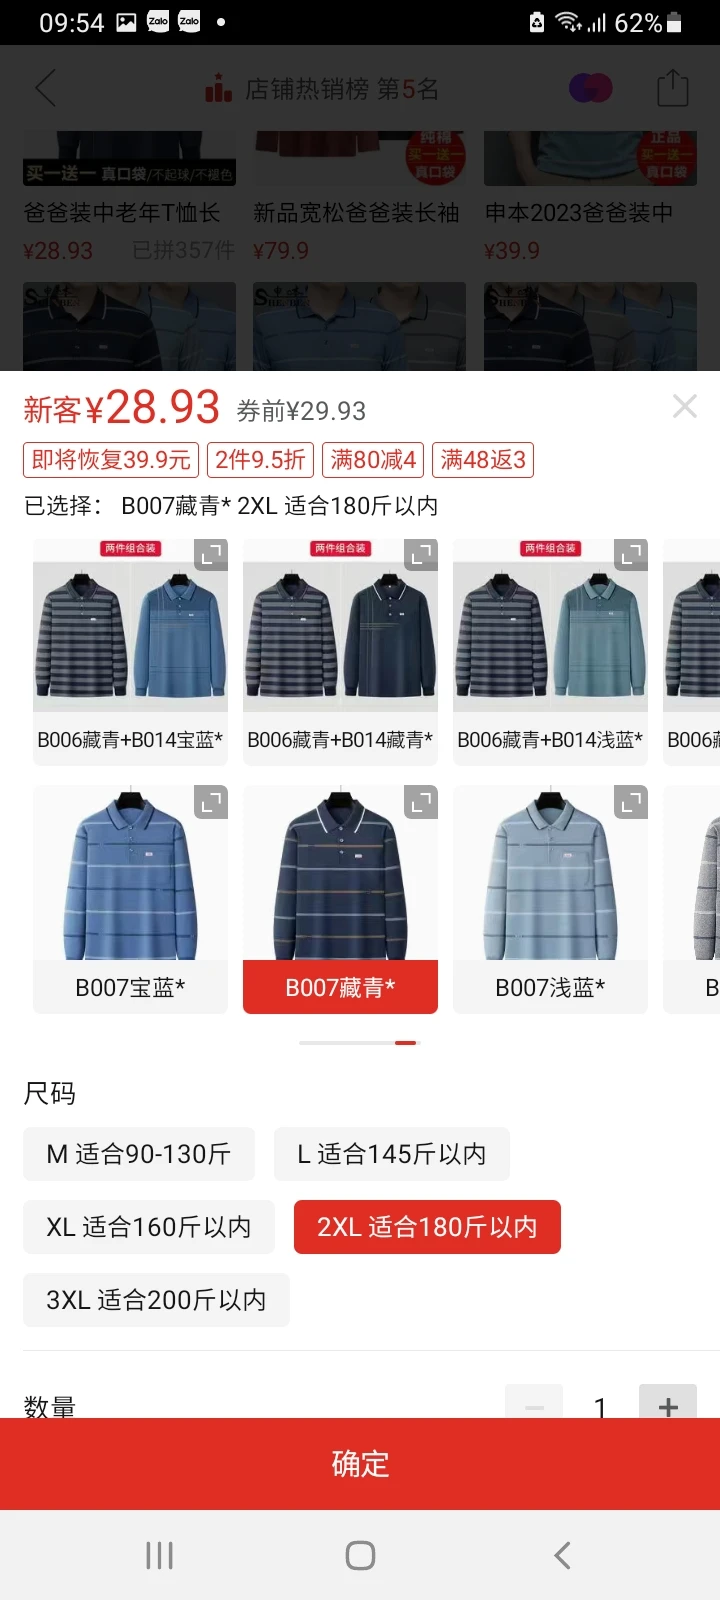 09:54 Zalo Zalo 62%
店铺热销榜 第5名
买一送一 真口袋/不起球/不褪色
纯棉
买一送一
真口袋
正品
买一送一
真口袋
爸爸装中老年T恤长
新品宽松爸爸装长袖
申本2023爸爸装中
¥28.93 已拼357件
¥79.9
¥39.9
新客¥28.93 券前¥29.93
即将恢复39.9元 2件9.5折 满80减4 满48返3
已选择： B007藏青* 2XL 适合180斤以内
两件组合装 两件组合装 两件组合装
B006藏青+B014宝蓝* B006藏青+B014藏青* B006藏青+B014浅蓝* B006藏
B007宝蓝* B007藏青* B007浅蓝* B
尺码
M 适合90-130斤 L 适合145斤以内
XL 适合160斤以内 2XL 适合180斤以内
3XL 适合200斤以内
数量 1 +
确定